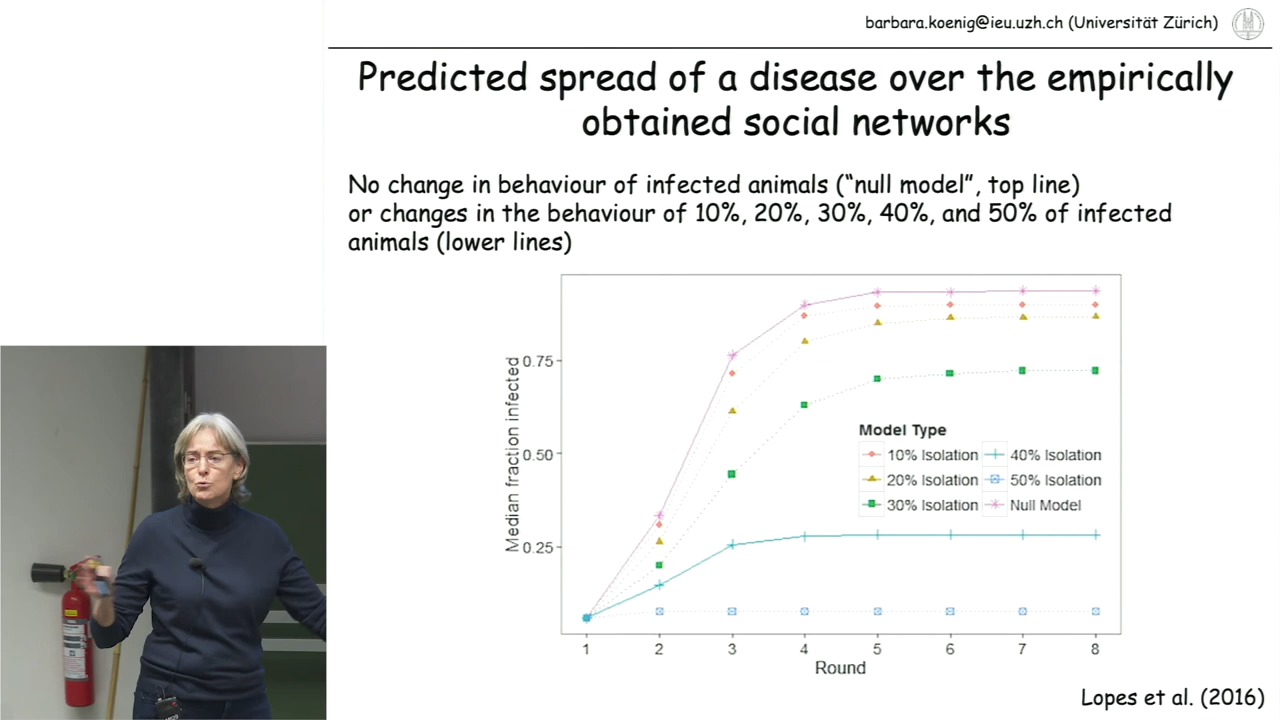 barbara.koenig@ieu.uzh.ch (Universität Zürich)
Predicted spread of a disease over the empirically
obtained social networks
No change in behaviour of infected animals (“null model”, top line)
or changes in the behaviour of 10%, 20%, 30%, 40%, and 50% of infected
animals (lower lines)
Median fraction infected
0.75
0.50
0.25
Model Type
10% Isolation 40% Isolation
20% Isolation 50% Isolation
30% Isolation Null Model
1 2 3 4 5 6 7 8
Round
Lopes et al. (2016)